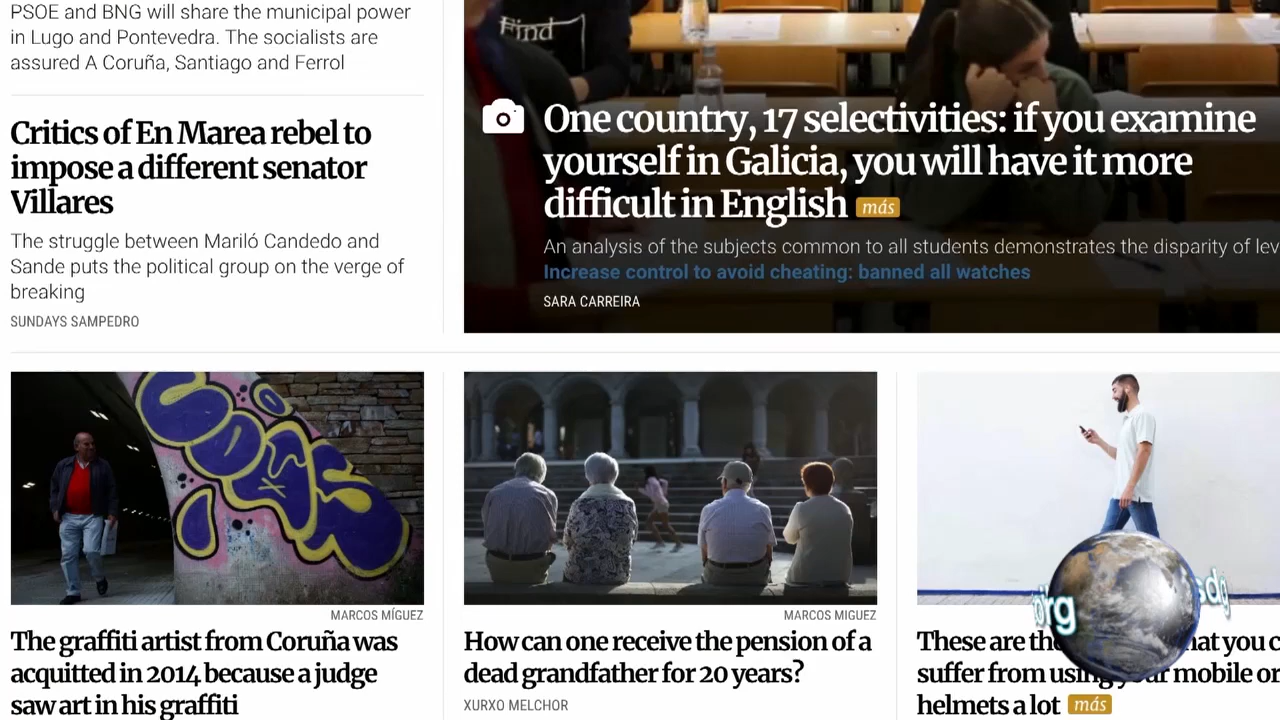 PSOE and BNG will share the municipal power
in Lugo and Pontevedra. The socialists are
assured A Coruña, Santiago and Ferrol
Critics of En Marea rebel to
impose a different senator
Villares
The struggle between Mariló Candedo and
Sande puts the political group on the verge of
breaking
SUNDAYS SAMPEDRO
Find
One country, 17 selectivities: if you examine
yourself in Galicia, you will have it more
difficult in English más
An analysis of the subjects common to all students demonstrates the disparity of lev
Increase control to avoid cheating: banned all watches
SARA CARREIRA
MARCOS MÍGUEZ
The graffiti artist from Coruña was
acquitted in 2014 because a judge
saw art in his graffiti
MARCOS MIGUEZ
How can one receive the pension of a
dead grandfather for 20 years?
XURXO MELCHOR
These are the hat you c
suffer from using your mobile or
helmets a lot más